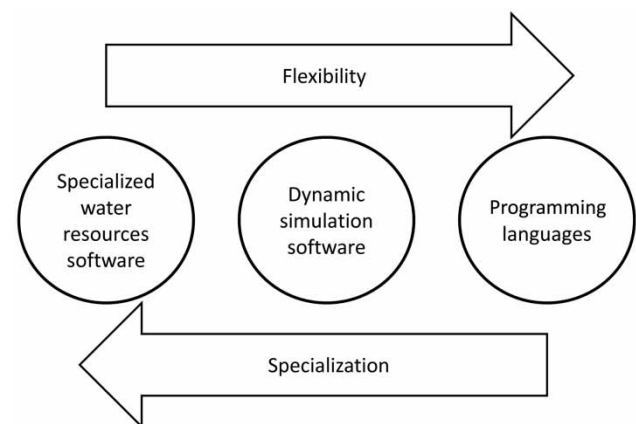 Flexibility
Specialized
water
resources
software
Dynamic
simulation
software
Programming
languages
Specialization